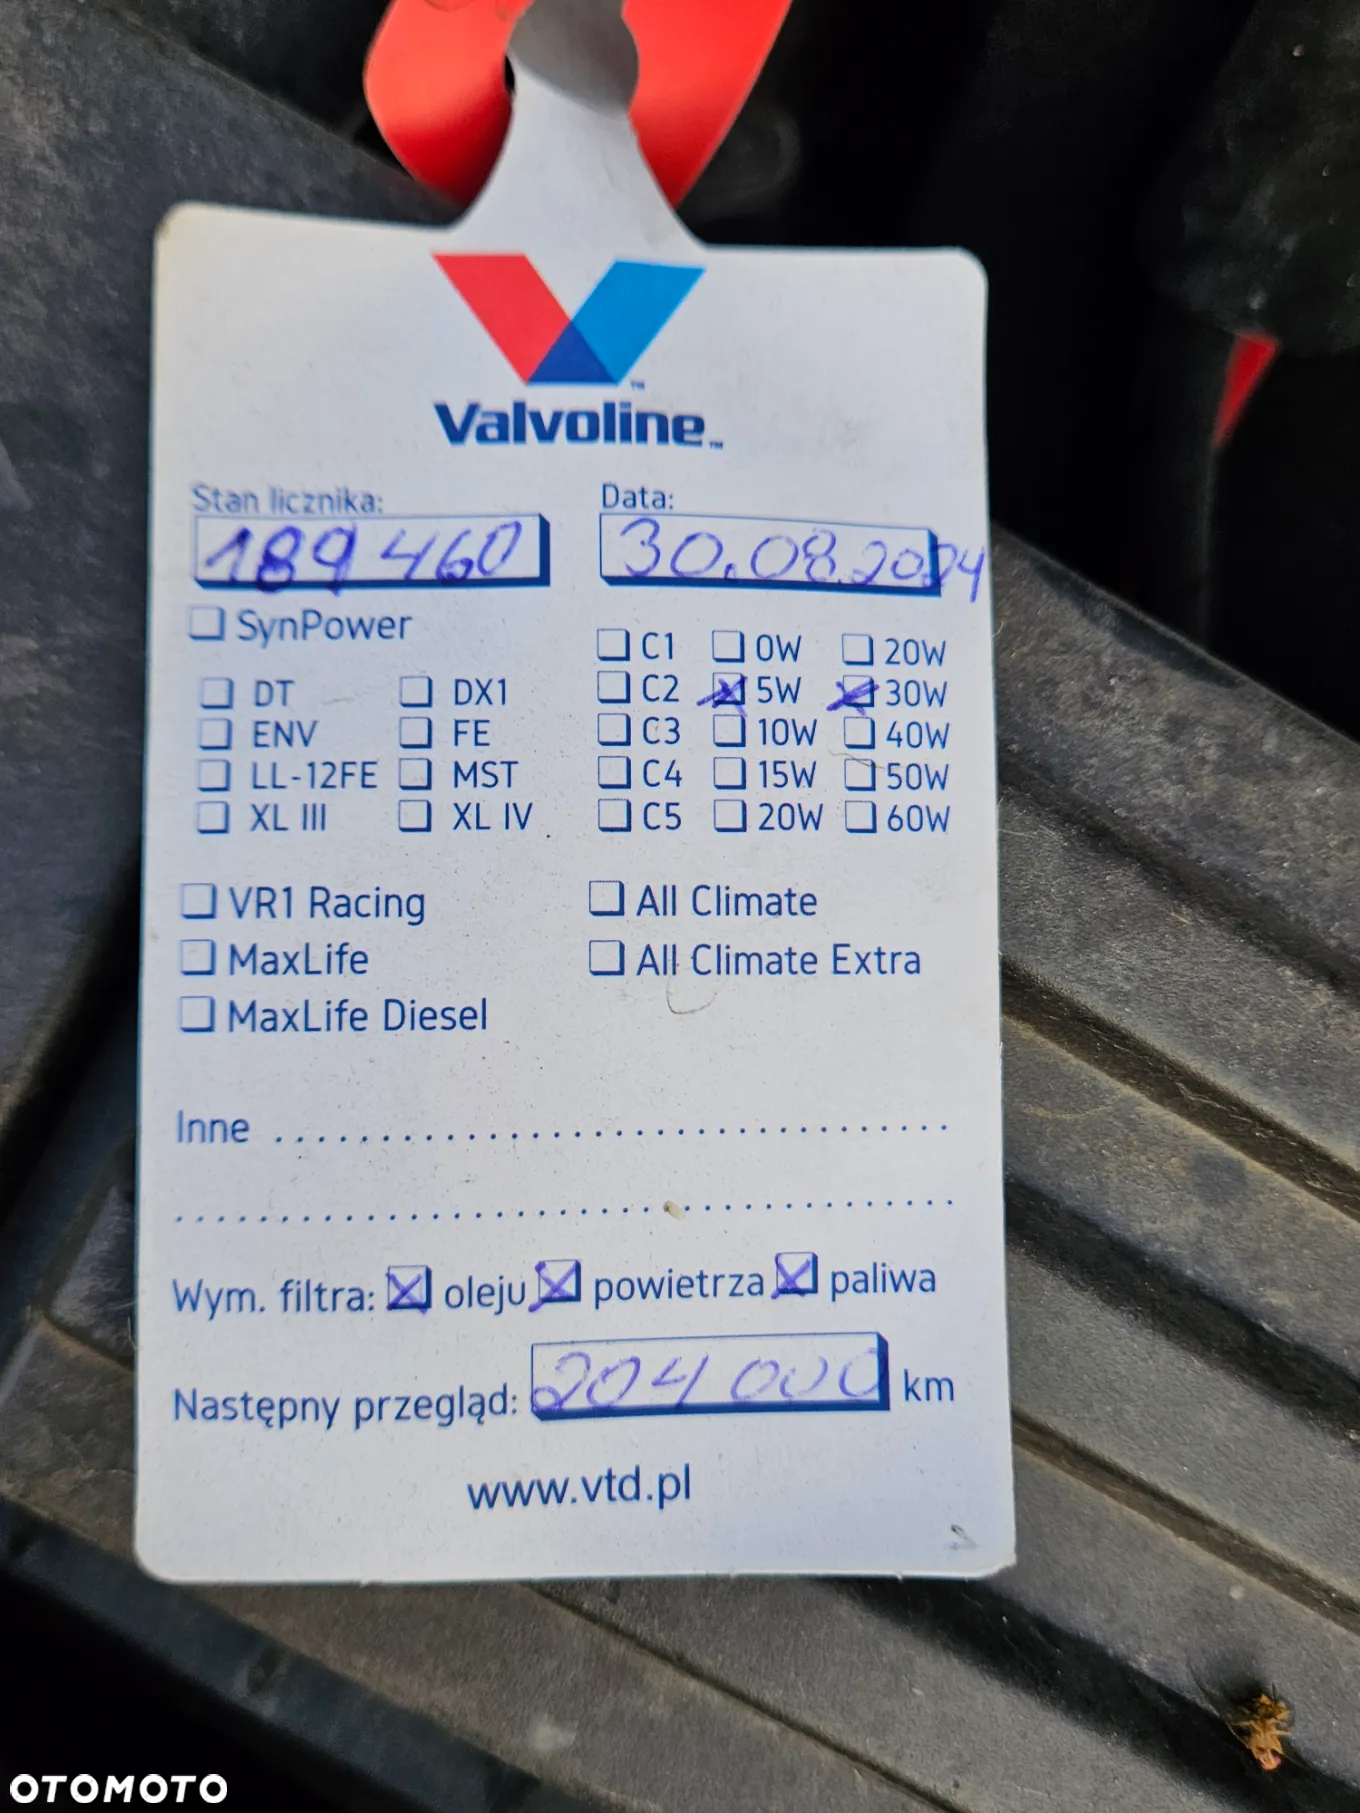 Valvoline™
Stan licznika: Data:
189 460 30.08.2024
SynPower
C1 0W 20W
DT DX1 C2 5W 30W
ENV FE C3 10W 40W
LL-12FE MST C4 15W 50W
XL III XL IV C5 20W 60W
VR1 Racing All Climate
MaxLife All Climate Extra
MaxLife Diesel
Inne
Wym. filtra: oleju powietrza paliwa
Następny przegląd: 204 000 km
www.vtd.pl
OTOMOTO